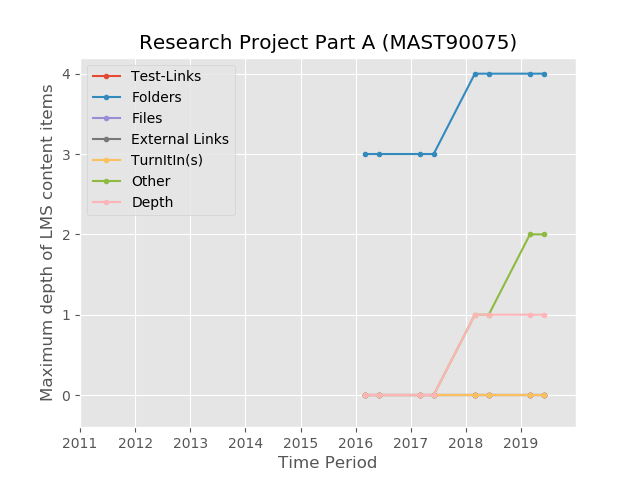 Research Project Part A (MAST90075)
Maximum depth of LMS content items
4
3
2
1
0
Test-Links
Folders
Files
External Links
TurnItIn(s)
Other
Depth
2011 2012 2013 2014 2015 2016 2017 2018 2019
Time Period